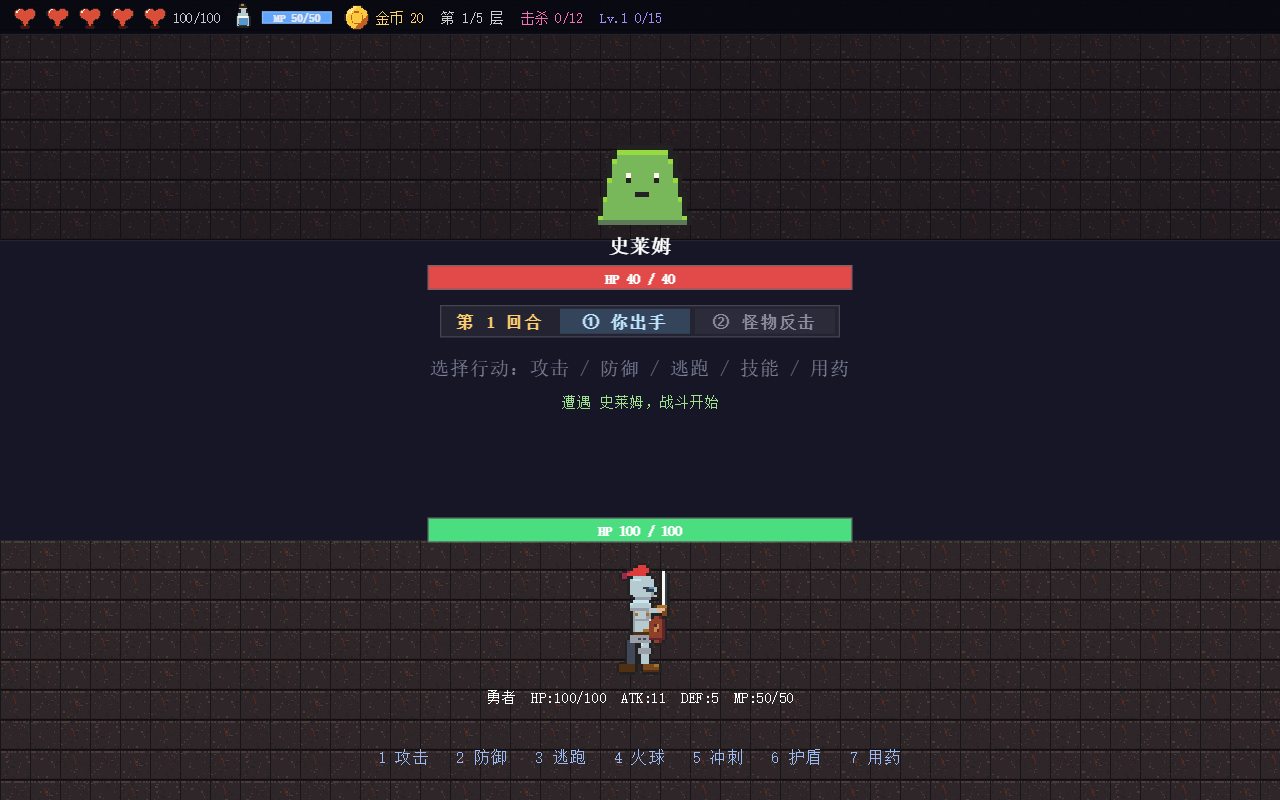 100/100 MP 50/50 金币 20 第 1/5 层 击杀 0/12 Lv.1 0/15
史莱姆
HP 40 / 40
第 1 回合 ① 你出手 ② 怪物反击
选择行动: 攻击 / 防御 / 逃跑 / 技能 / 用药
遭遇 史莱姆，战斗开始
HP 100 / 100
勇者 HP:100/100 ATK:11 DEF:5 MP:50/50
1 攻击 2 防御 3 逃跑 4 火球 5 冲刺 6 护盾 7 用药